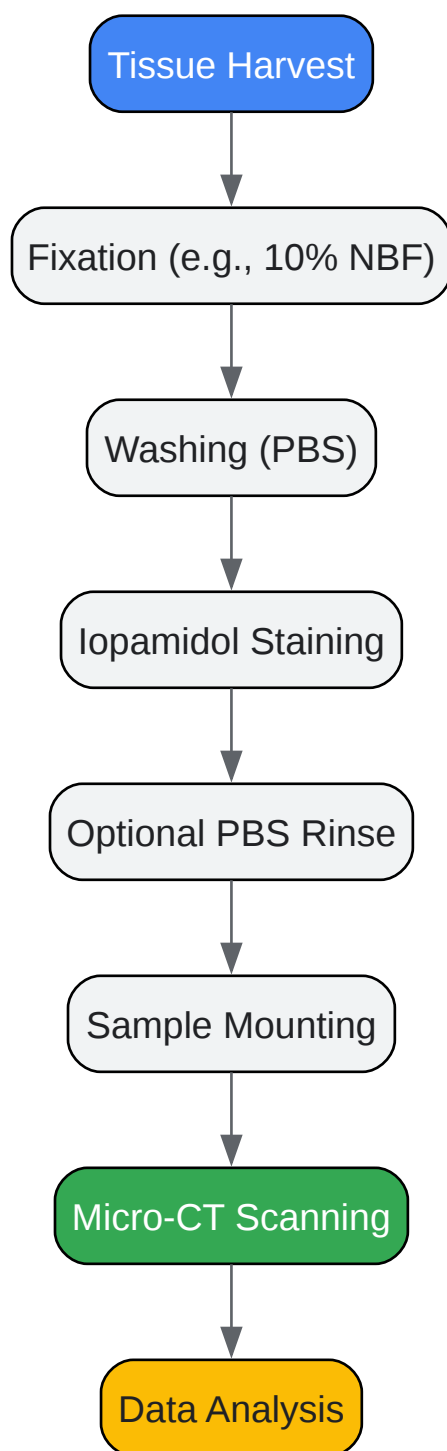 Tissue Harvest
Fixation (e.g., 10% NBF)
Washing (PBS)
Iopamidol Staining
Optional PBS Rinse
Sample Mounting
Micro-CT Scanning
Data Analysis